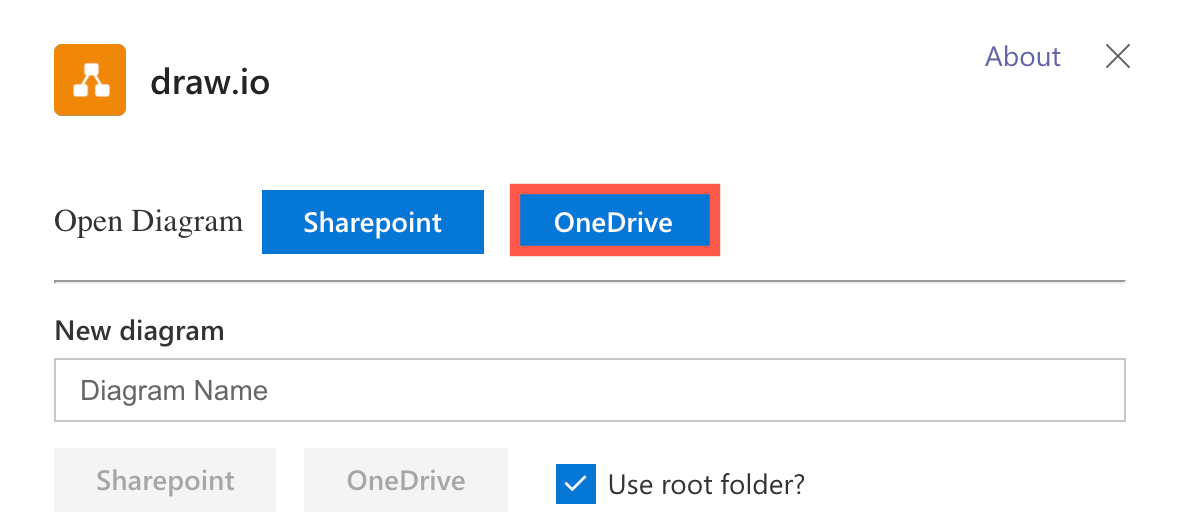 draw.io
About
Open Diagram Sharepoint OneDrive
New diagram
Diagram Name
Sharepoint OneDrive Use root folder?